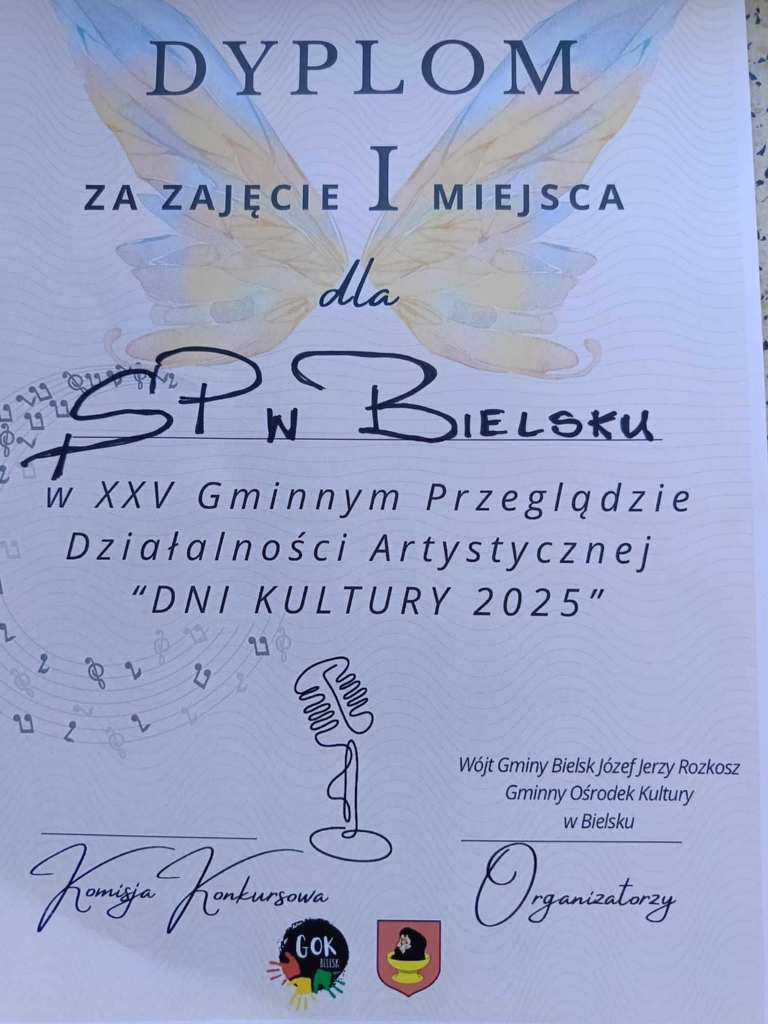 DYPLOM
ZA ZAJĘCIE I MIEJSCA
dla
SP W BIELSKU
w XXV Gminnym Przeglądzie
Działalności Artystycznej
“DNI KULTURY 2025”
Wójt Gminy Bielsk Józef Jerzy Rozkosz
Gminny Ośrodek Kultury
w Bielsku
Komisja Konkursowa
Organizatorzy
GOK
BIELSK